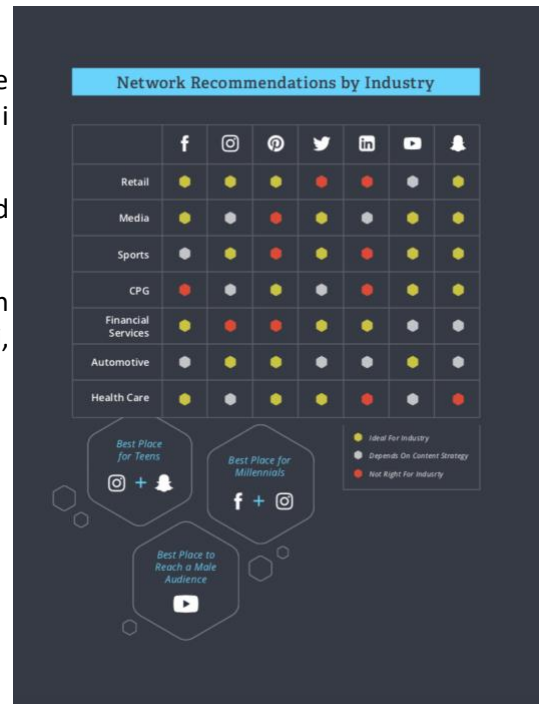 e
i
d
n
,
Network Recommendations by Industry
Retail
Media
Sports
CPG
Financial
Services
Automotive
Health Care
Ideal For Industry
Depends On Content Strategy
Not Right For Indusrty
Best Place
for Teens
Best Place for
Millennials
Best Place to
Reach a Male
Audience